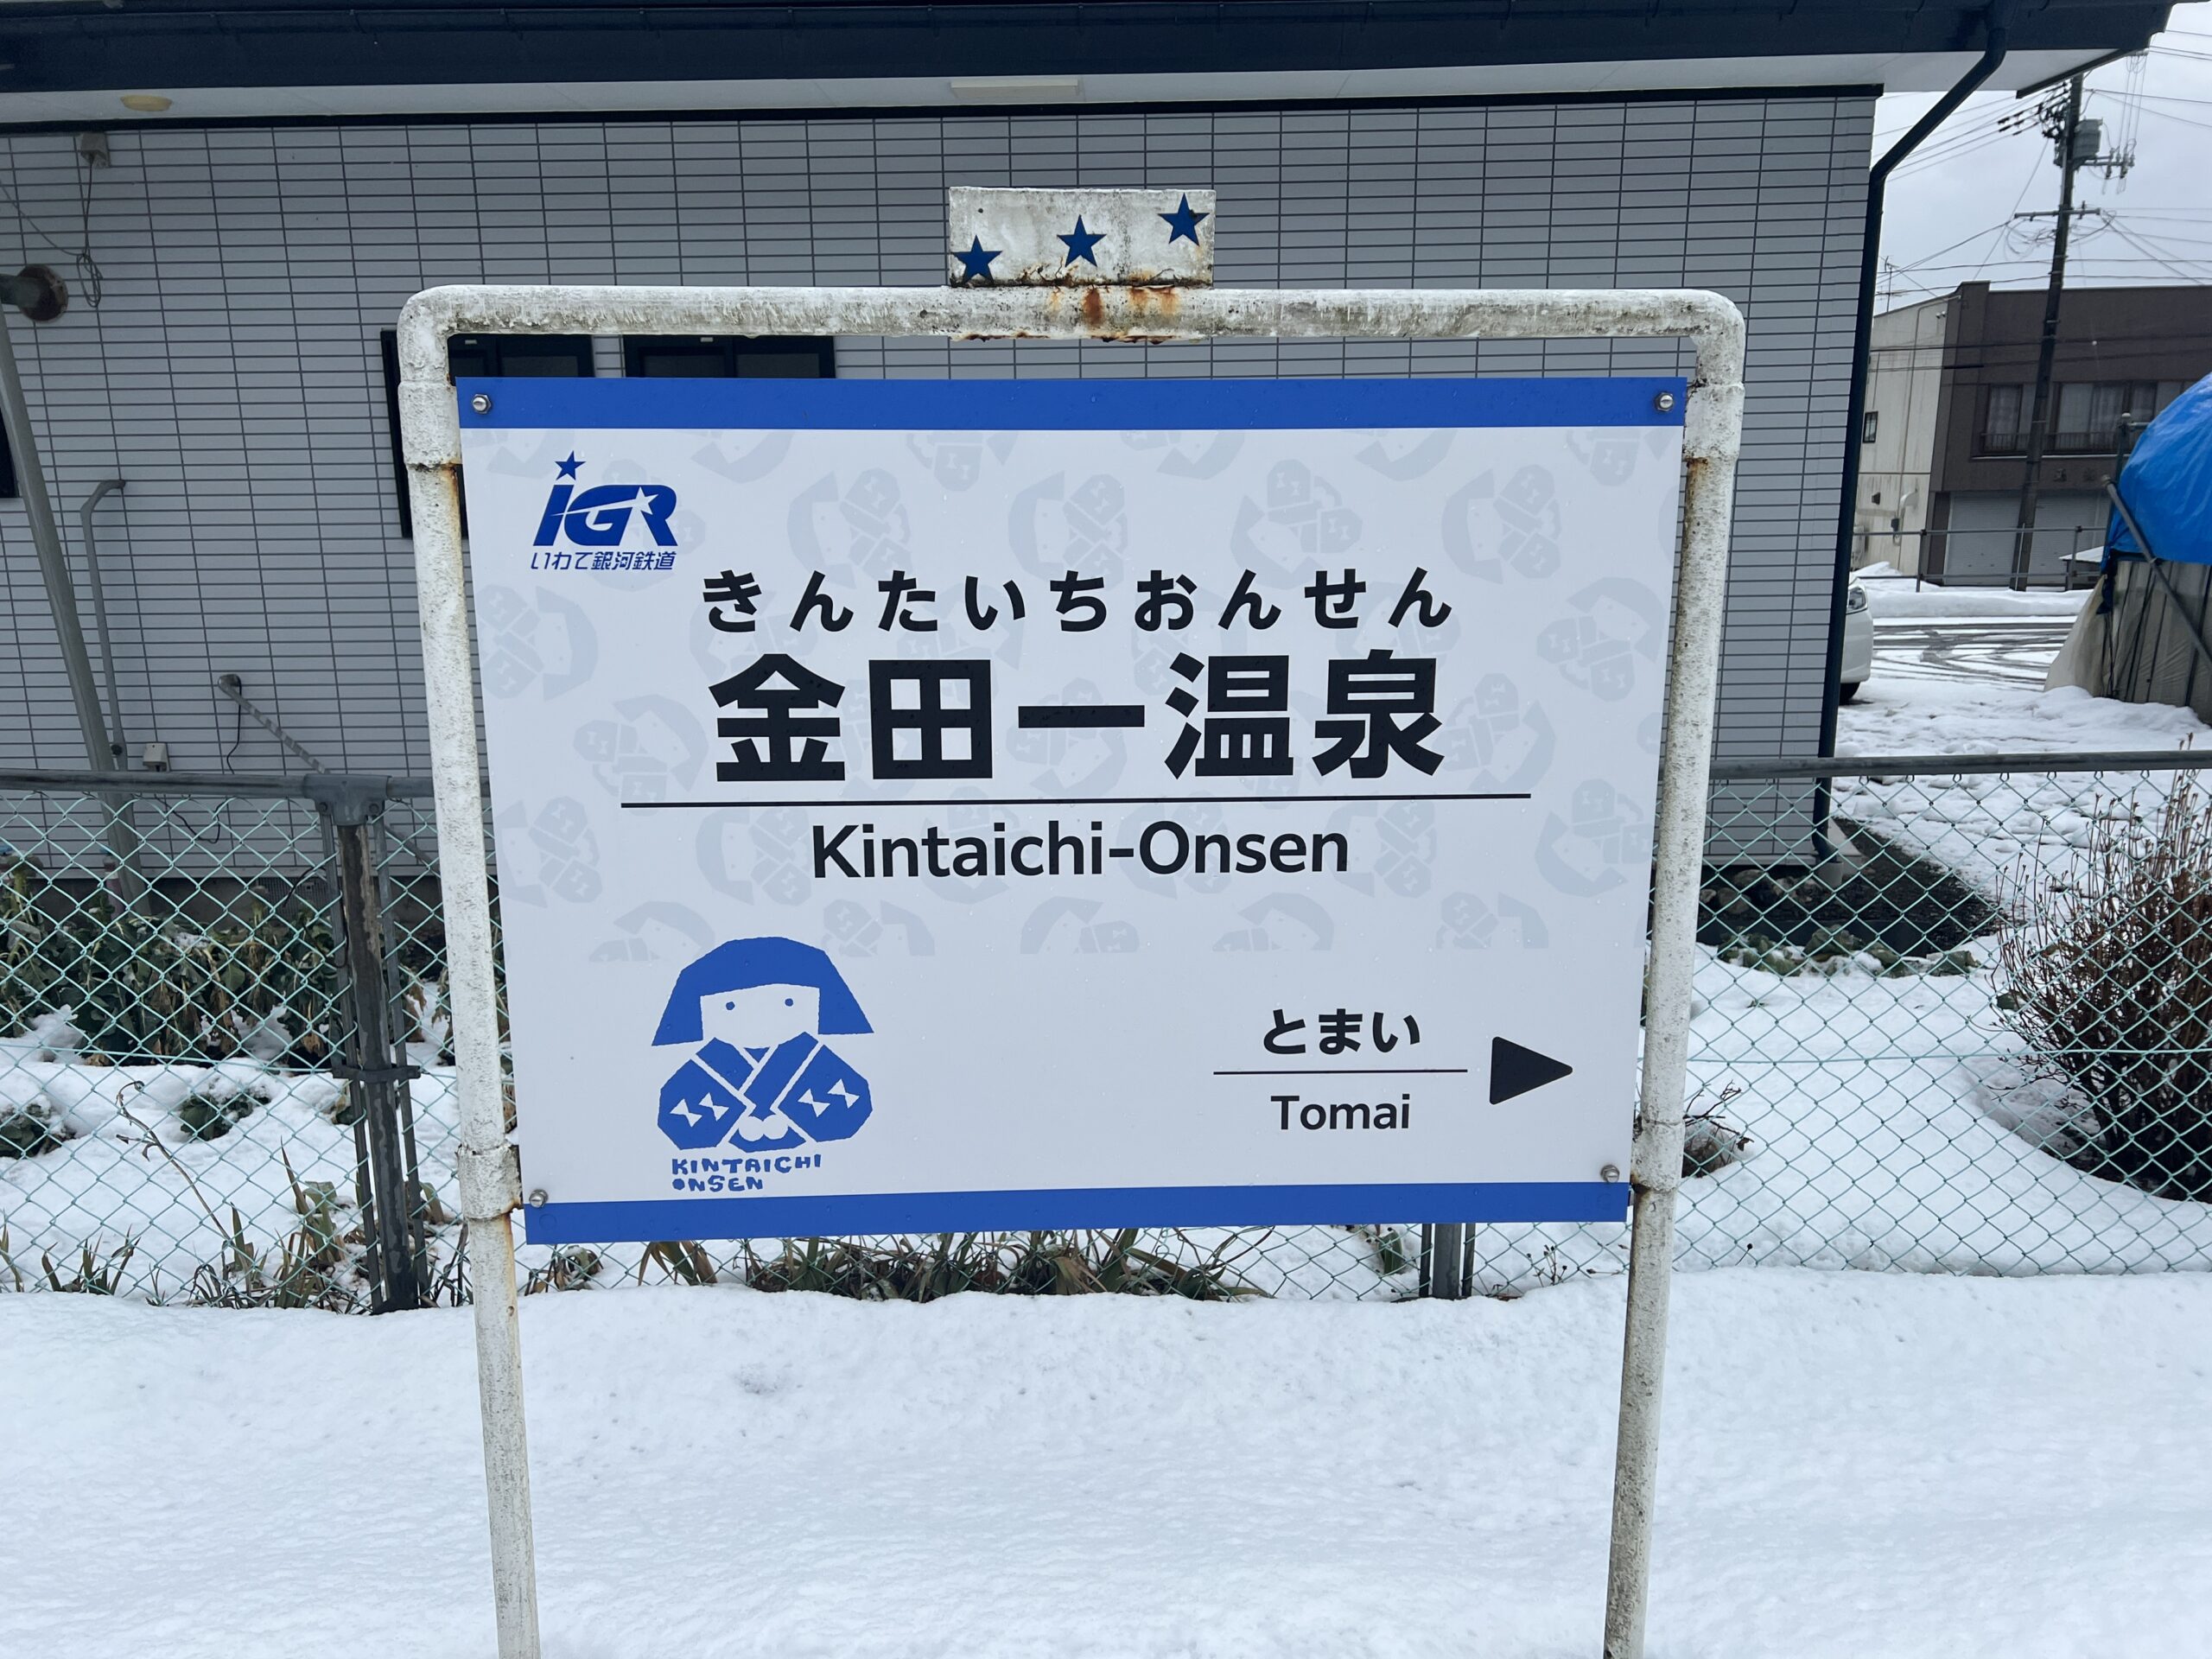 IGR
いわて銀河鉄道
きんたいちおんせん
金田一温泉
Kintaichi-Onsen
KINTAICHI
ONSEN
とまい
Tomai